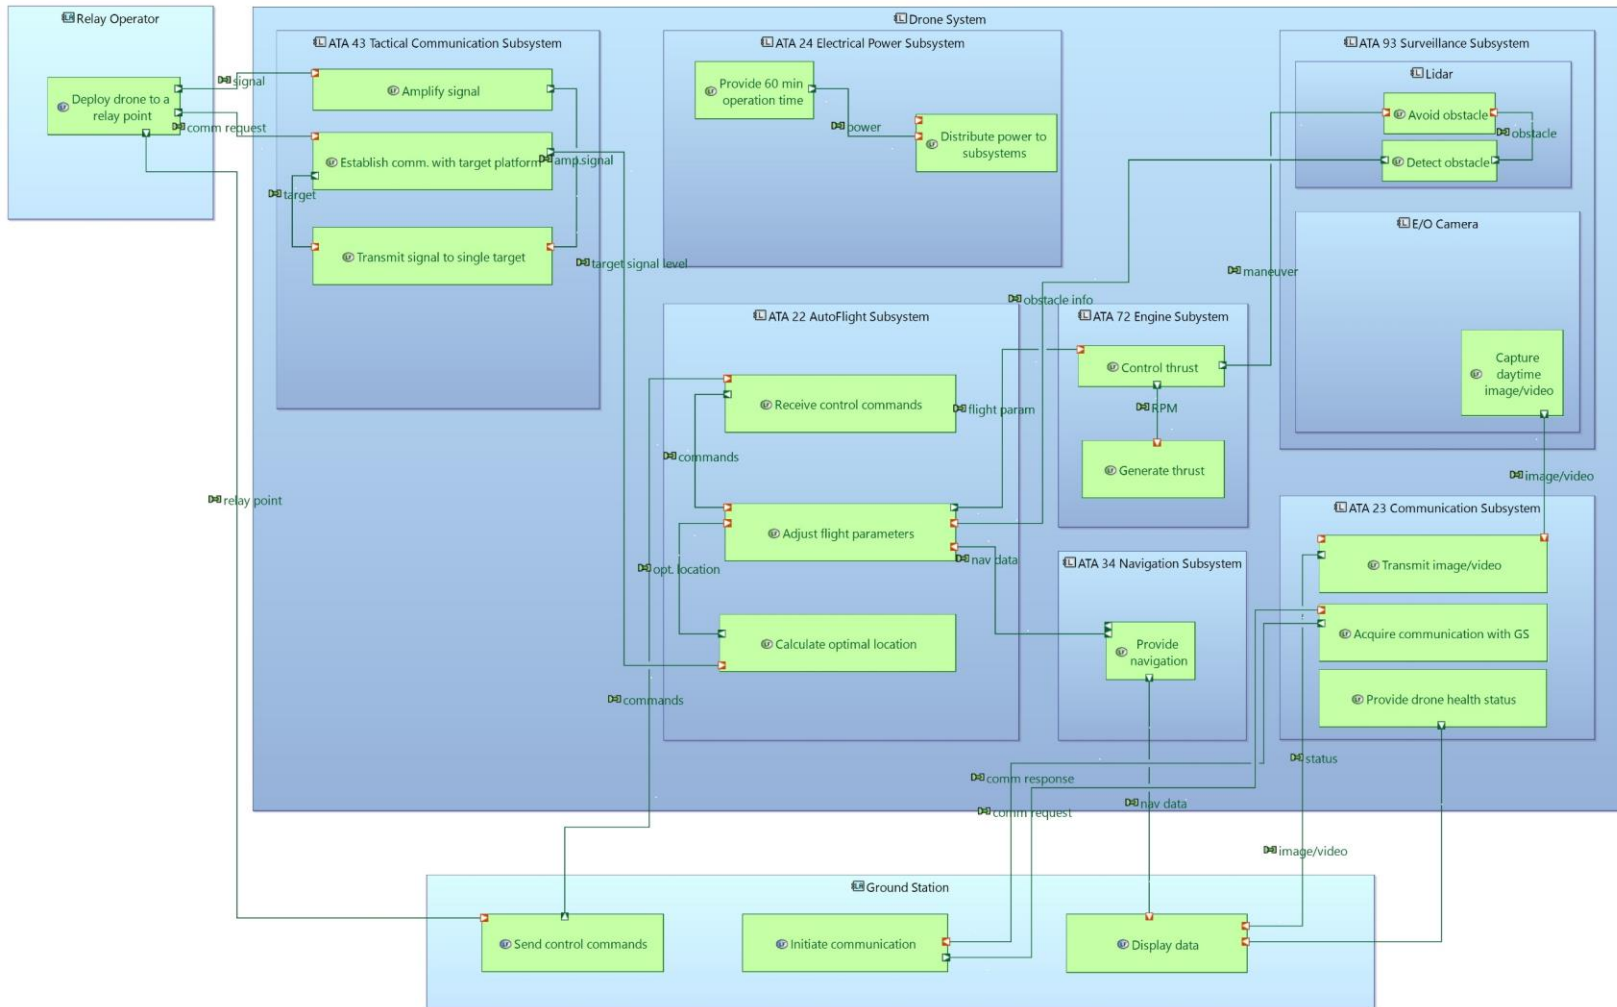 Relay Operator
Deploy drone to a
relay point
signal
comm request
relay point
Drone System
ATA 43 Tactical Communication Subsystem
Amplify signal
Establish comm. with target platform
amp.signal
target
Transmit signal to single target
target signal level
ATA 24 Electrical Power Subsystem
Provide 60 min
operation time
power
Distribute power to
subsystems
ATA 93 Surveillance Subsystem
Lidar
Avoid obstacle
obstacle
Detect obstacle
E/O Camera
Capture
daytime
image/video
maneuver
obstacle info
image/video
ATA 22 AutoFlight Subsystem
Receive control commands
flight param
commands
Adjust flight parameters
nav data
opt. location
Calculate optimal location
commands
ATA 72 Engine Subystem
Control thrust
RPM
Generate thrust
ATA 34 Navigation Subsystem
Provide
navigation
ATA 23 Communication Subsystem
Transmit image/video
Acquire communication with GS
Provide drone health status
status
comm response
comm request
nav data
image/video
Ground Station
Send control commands
Initiate communication
Display data